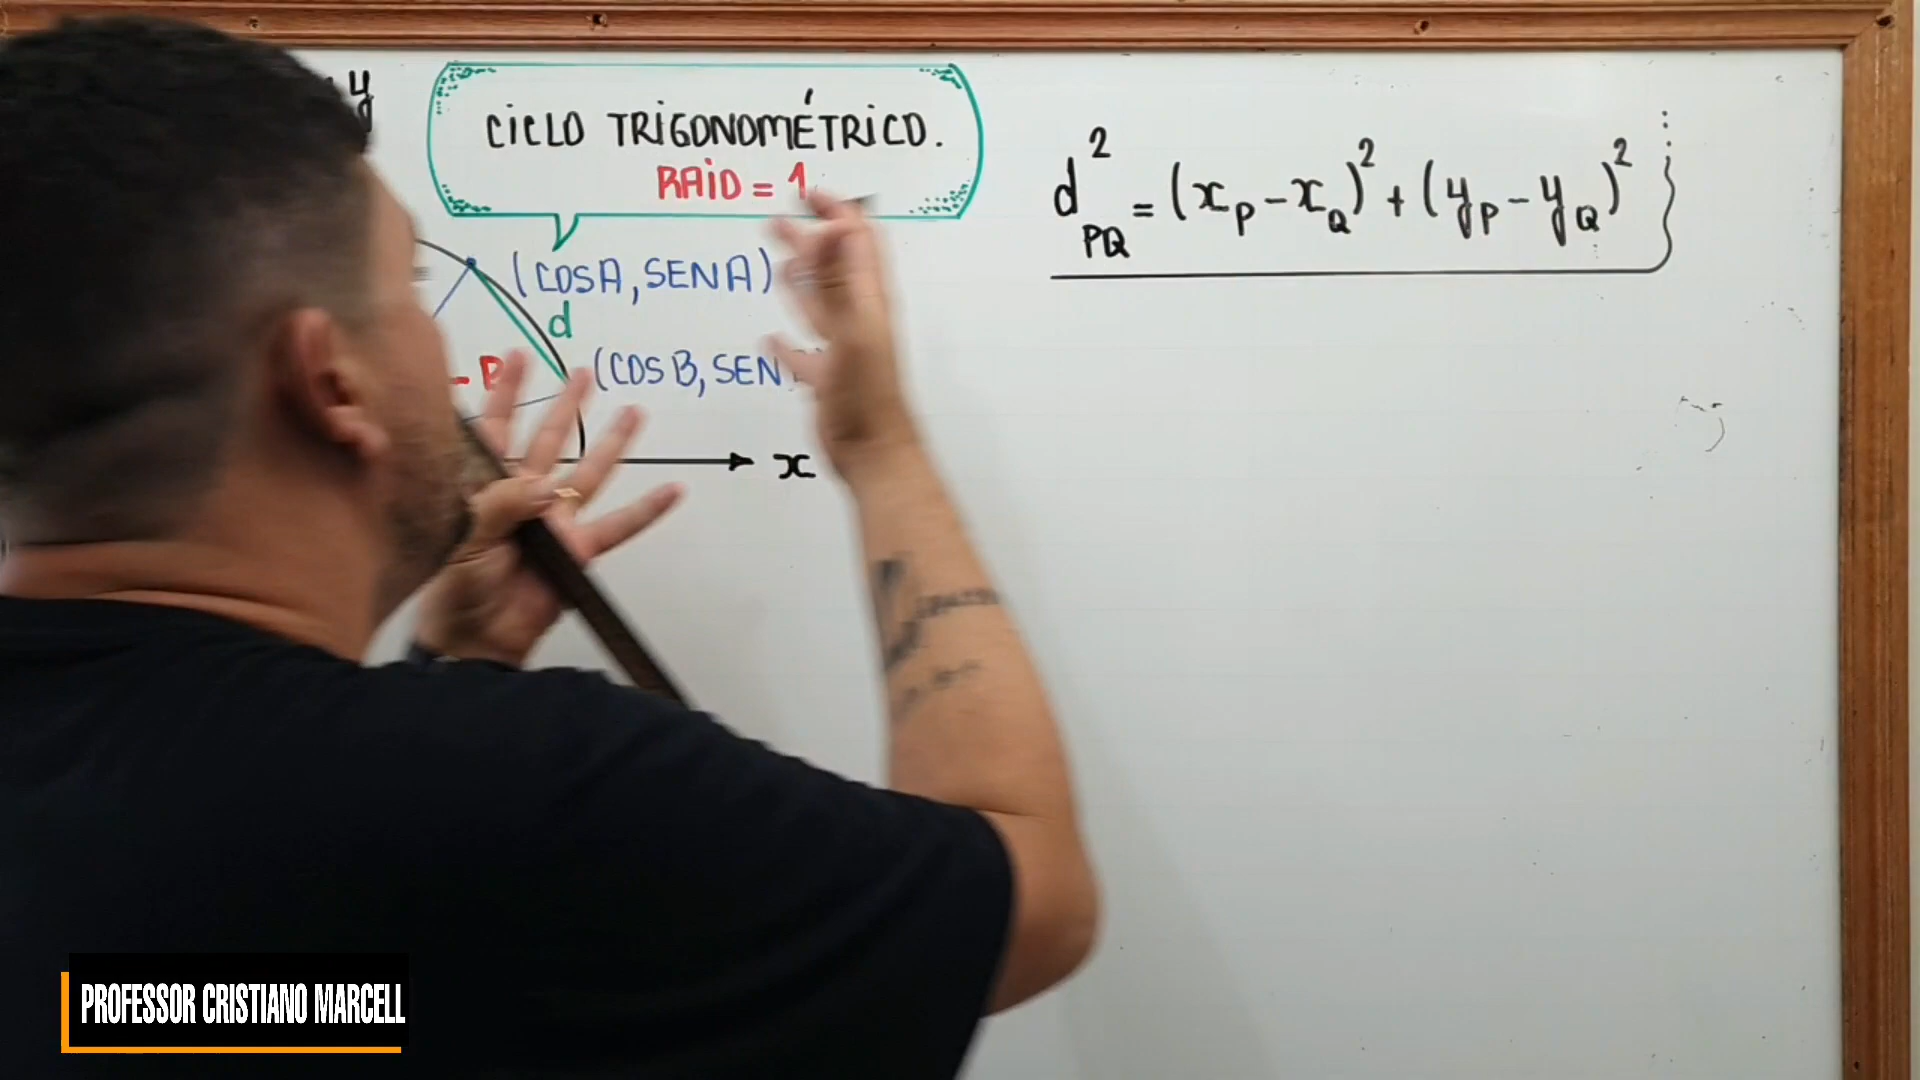 y
CICLO TRIGONOMÉTRICO.
RAIO = 1
(COSA, SENA)
d
(COS B, SEN
x
d²PQ = (xP - xQ)² + (yP - yQ)²
PROFESSOR CRISTIANO MARCELL